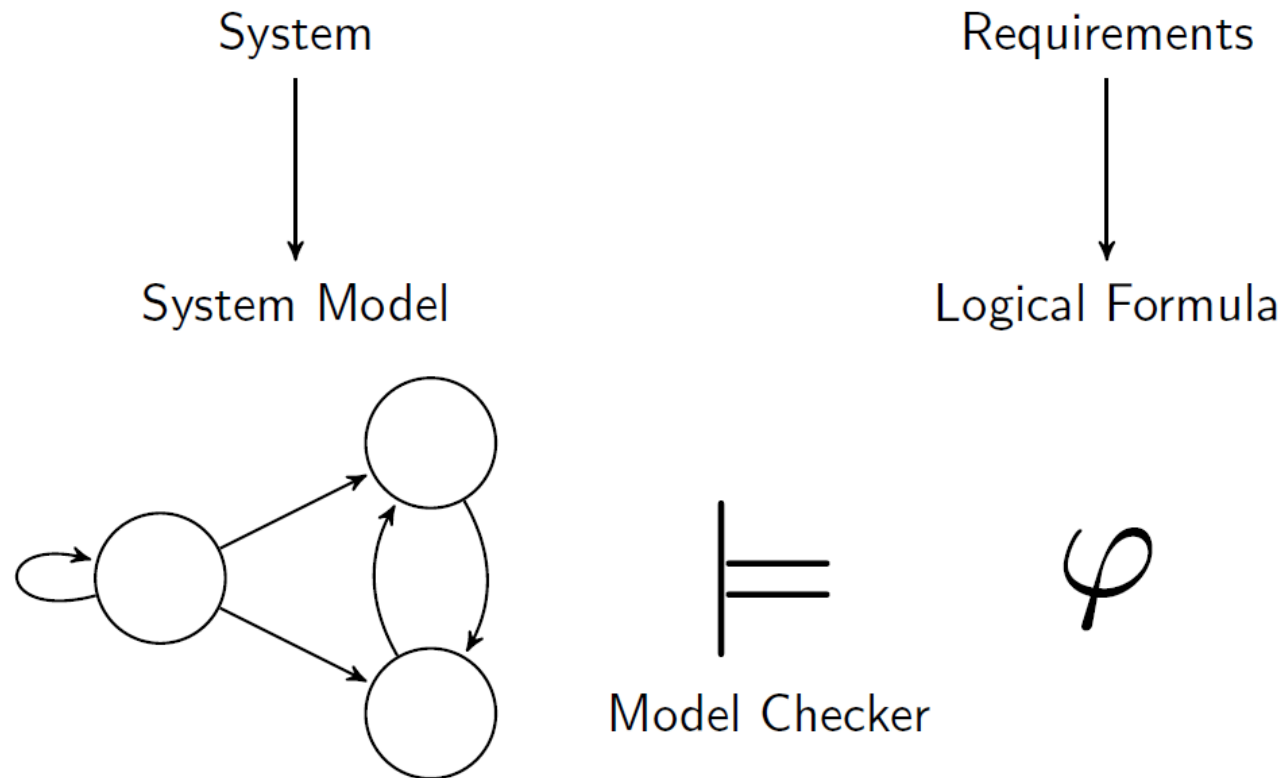 System
Requirements
System Model
Logical Formula
⊨
φ
Model Checker